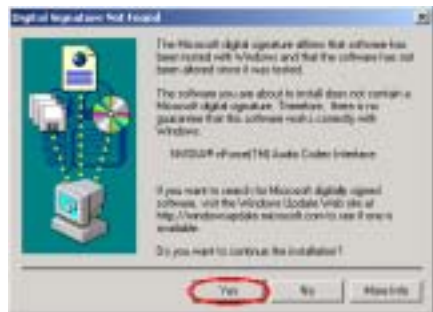 Digital Signature Not Found
The Microsoft digital signature affirms that software has
been tested with Windows and that the software has not
been altered since it was tested.
The software you are about to install does not contain a
Microsoft digital signature. Therefore, there is no
guarantee that this software works correctly with
Windows.
NVIDIA® nForce(TM) Audio Codec Interface
If you want to search for Microsoft digitally signed
software, visit the Windows Update Web site at
http://windowsupdate.microsoft.com to see if one is
available.
Do you want to continue the installation?
Yes
No
More Info